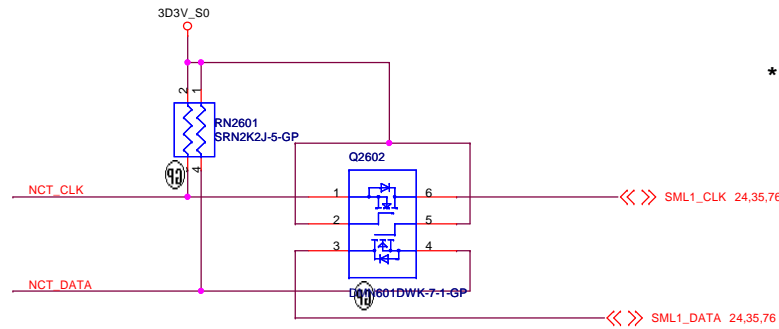 3D3V_S0
*
2 1
RN2601
SRN2K2J-5-GP
4
GP
Q2602
NCT_CLK
1 6
SML1_CLK 24,35,76
2 5
3 4
NCT_DATA
GP
SML1_DATA 24,35,76